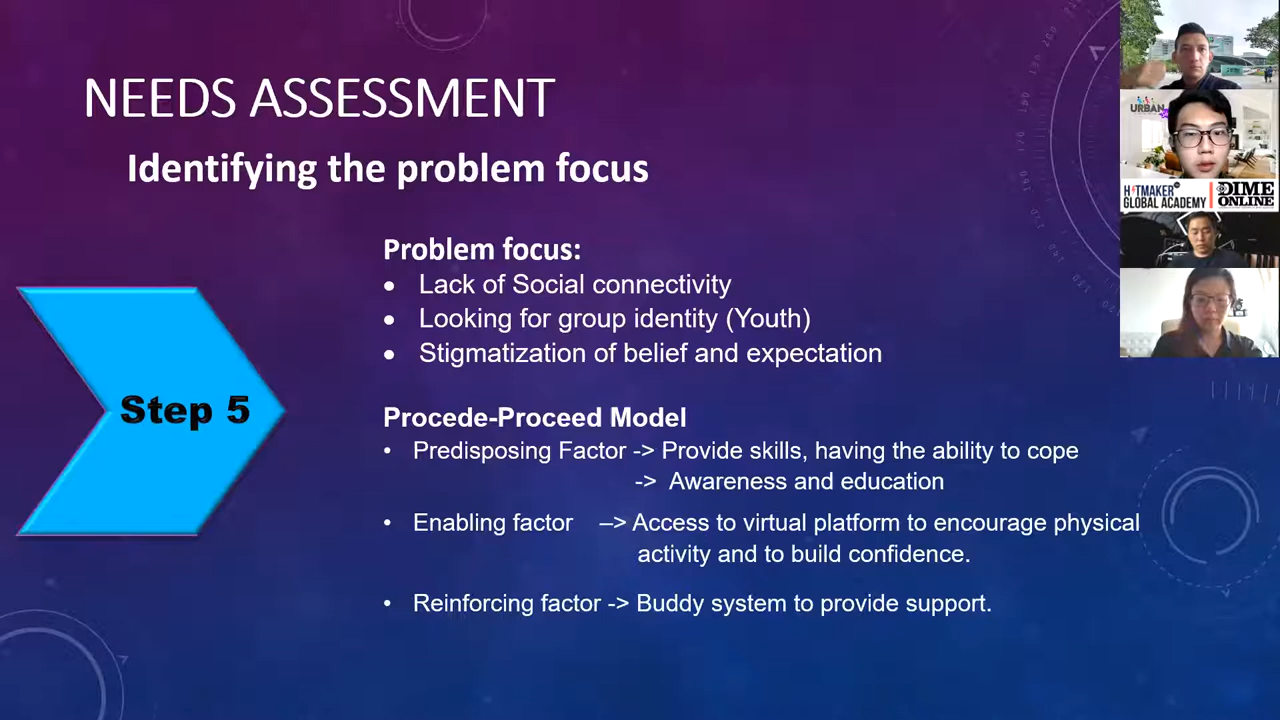 NEEDS ASSESSMENT
Identifying the problem focus
Problem focus:
• Lack of Social connectivity
• Looking for group identity (Youth)
• Stigmatization of belief and expectation
Step 5
Procede-Proceed Model
• Predisposing Factor -> Provide skills, having the ability to cope
-> Awareness and education
• Enabling factor –> Access to virtual platform to encourage physical
activity and to build confidence.
• Reinforcing factor -> Buddy system to provide support.
URBAN
HITMAKER
GLOBAL ACADEMY
DIME
ONLINE